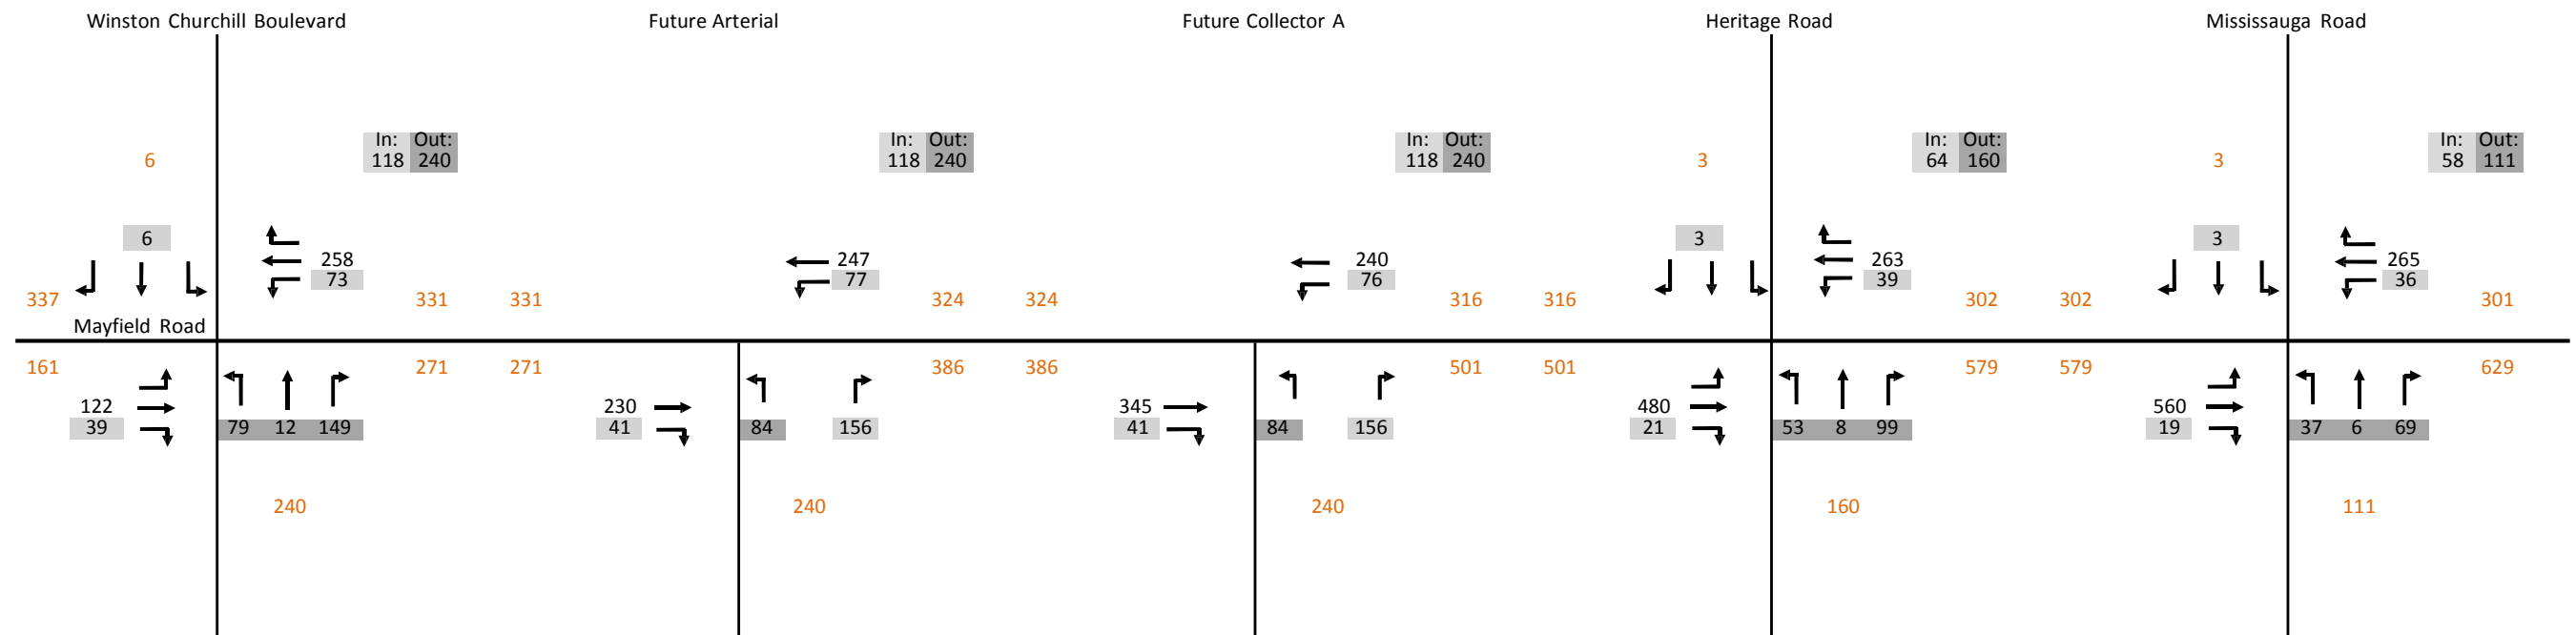 Winston Churchill Boulevard Future Arterial Future Collector A Heritage Road Mississauga Road
In: Out: In: Out: In: Out: In: Out: In: Out:
6 118 240 118 240 118 240 3 64 160 3 58 111
6 3 3
258 247 240 263 265
73 77 76 39 36
337 331 331 324 324 316 316 302 302 301
Mayfield Road
161 271 271 386 386 501 501 579 579 629
122 230 345 480 560
39 79 12 149 41 84 156 41 84 156 21 53 8 99 19 37 6 69
240 240 240 160 111